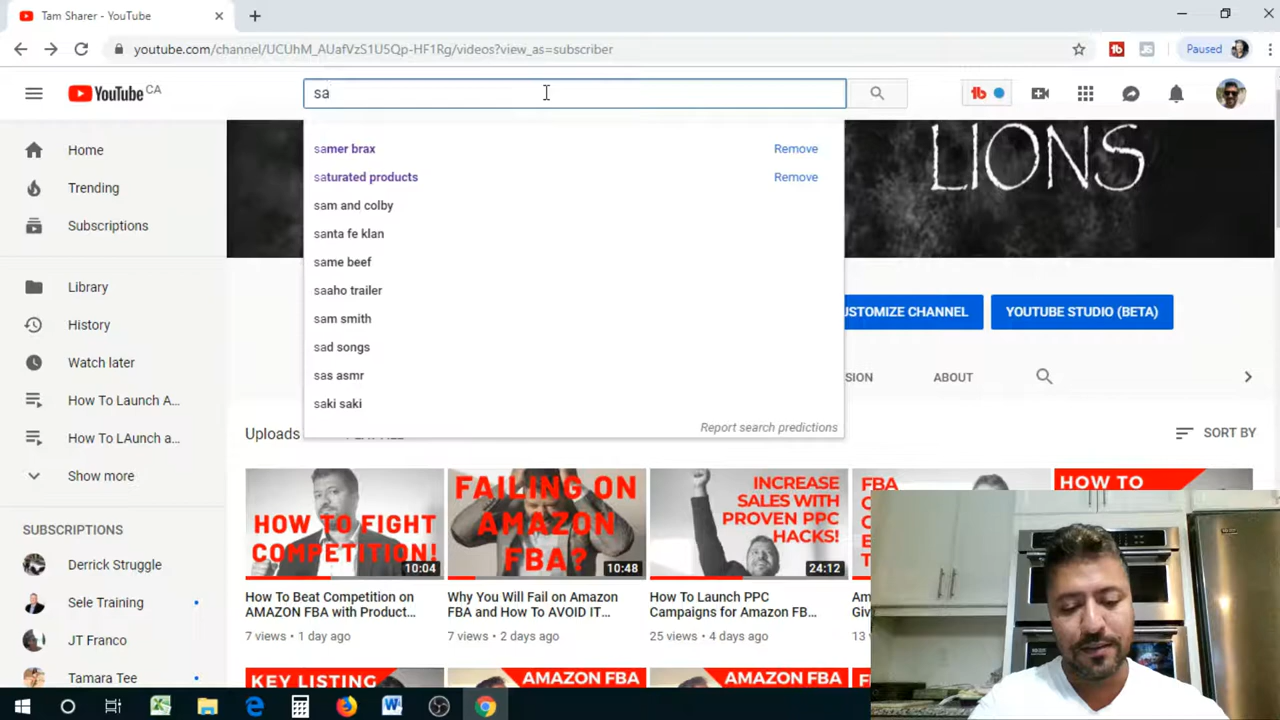 Tam Sharer - YouTube
youtube.com/channel/UCUhM_AUafVzS1U5Qp-HF1Rg/videos?view_as=subscriber
Paused
YouTube CA
sa
samer brax Remove
saturated products Remove
sam and colby
santa fe klan
same beef
saaho trailer
sam smith
sad songs
sas asmr
saki saki
Report search predictions
Home
Trending
Subscriptions
Library
History
Watch later
How To Launch A...
How To LAunch a...
Show more
SUBSCRIPTIONS
Derrick Struggle
Sele Training
JT Franco
Tamara Tee
LIONS
USTOMIZE CHANNEL
YOUTUBE STUDIO (BETA)
SION
ABOUT
Uploads
SORT BY
HOW TO FIGHT
COMPETITION!
10:04
How To Beat Competition on
AMAZON FBA with Product...
7 views • 1 day ago
FAILING ON
AMAZON
FBA?
10:48
Why You Will Fail on Amazon
FBA and How To AVOID IT...
7 views • 2 days ago
INCREASE
SALES WITH
PROVEN PPC
HACKS!
24:12
How To Launch PPC
Campaigns for Amazon FB...
25 views • 4 days ago
FBA
HOW TO
KEY LISTING
AMAZON FBA
AMAZON FBA